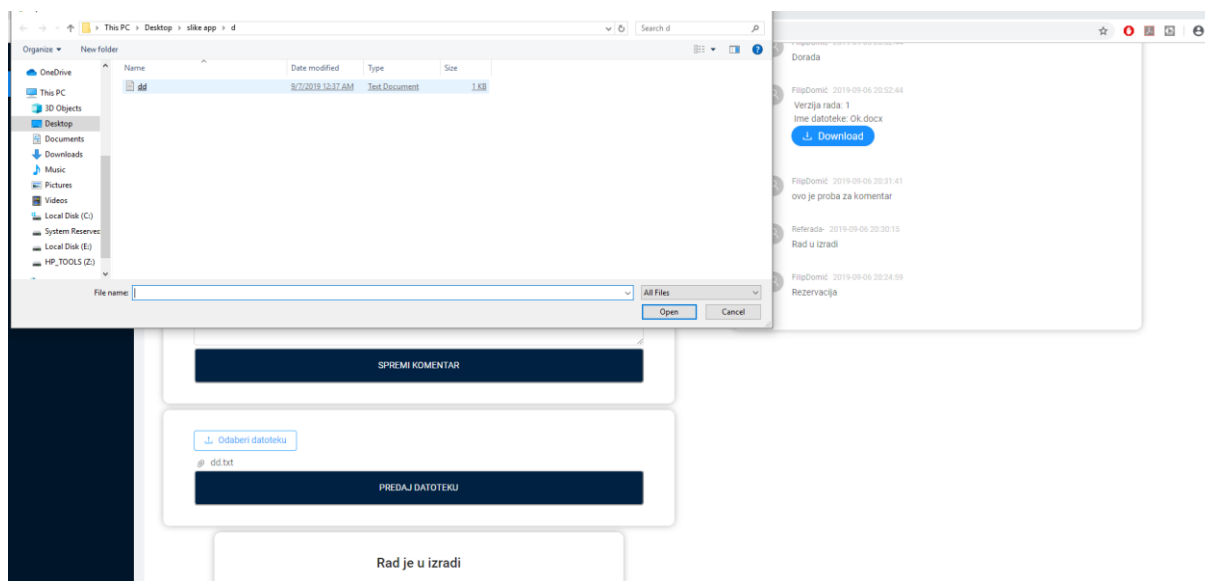 This PC > Desktop > slike app > d
Search d
Organize
New folder
OneDrive
This PC
3D Objects
Desktop
Documents
Downloads
Music
Pictures
Videos
Local Disk (C:)
System Reserved
Local Disk (E:)
HP_TOOLS (Z:)
Name Date modified Type Size
dd 9/7/2019 12:37 AM Text Document 1 KB
File name:
All Files
Open Cancel
Dorada
FilipDomić 2019-09-06 20:52:44
Verzija rada: 1
Ime datoteke: Ok.docx
Download
FilipDomić 2019-09-06 20:31:41
ovo je proba za komentar
Referada- 2019-09-06 20:30:15
Rad u izradi
FilipDomić 2019-09-06 20:24:59
Rezervacija
SPREMI KOMENTAR
Odaberi datoteku
dd.txt
PREDAJ DATOTEKU
Rad je u izradi